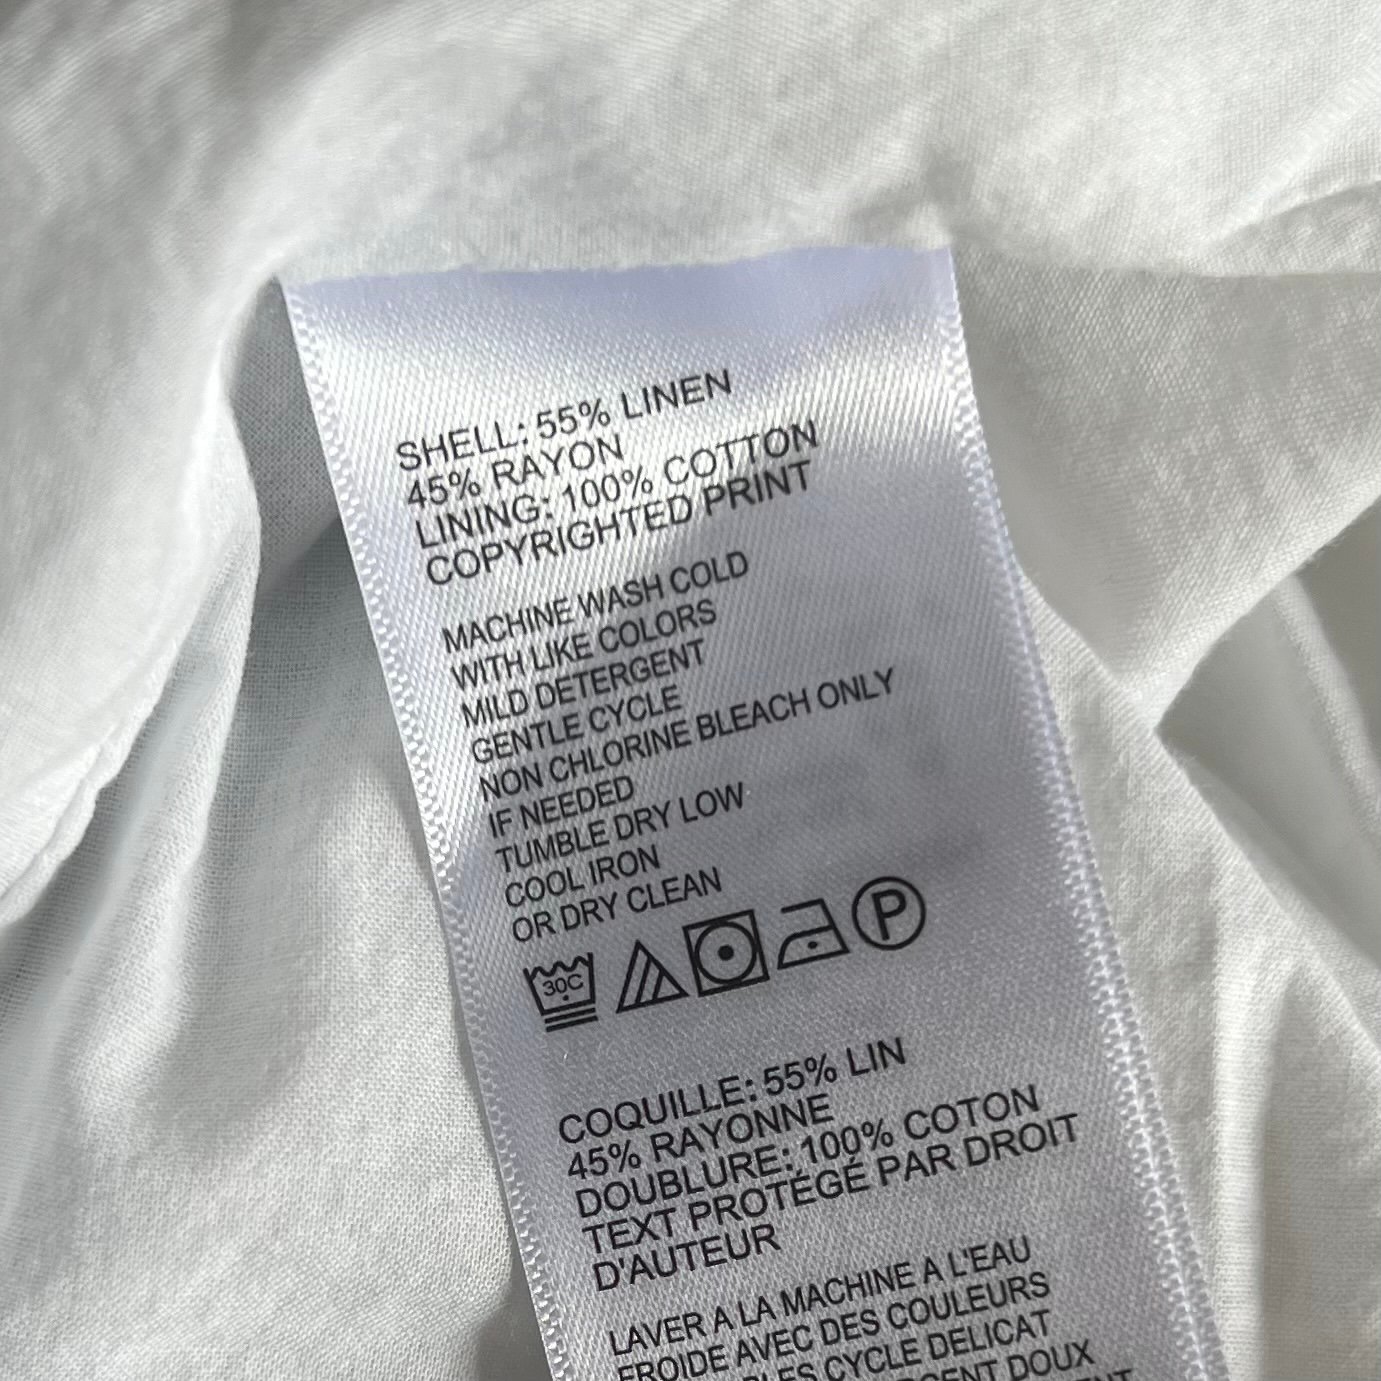 SHELL: 55% LINEN
45% RAYON
LINING: 100% COTTON
COPYRIGHTED PRINT
MACHINE WASH COLD
WITH LIKE COLORS
MILD DETERGENT
GENTLE CYCLE
NON CHLORINE BLEACH ONLY
IF NEEDED
TUMBLE DRY LOW
COOL IRON
OR DRY CLEAN
30C P
COQUILLE: 55% LIN
45% RAYONNE
DOUBLURE: 100% COTON
TEXT PROTÉGÉ PAR DROIT
D'AUTEUR
LAVER A LA MACHINE A L'EAU
FROIDE AVEC DES COULEURS
CYCLE DELICAT
DOUX